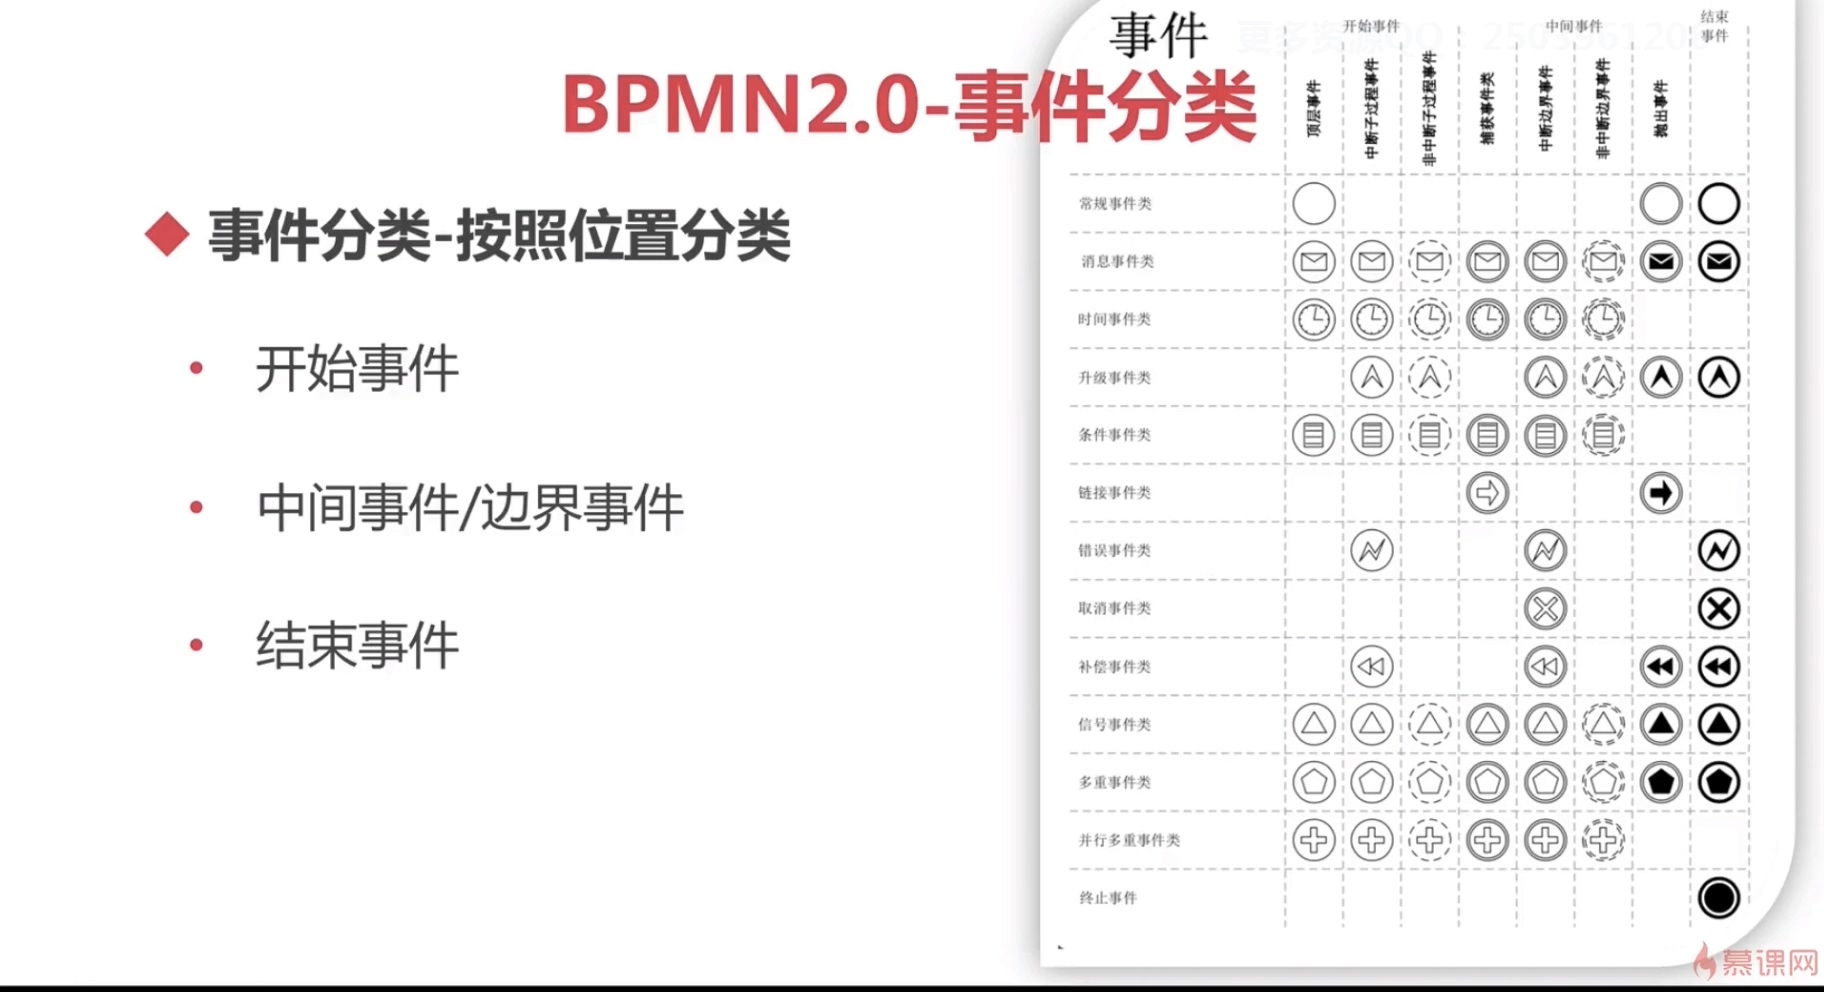 BPMN2.0-事件分类
事件分类-按照位置分类
开始事件
中间事件/边界事件
结束事件
事件
开始事件
中间事件
结束
事件
顶层事件
中断子过程事件
非中断子过程事件
捕获事件类
中断边界事件
非中断边界事件
抛出事件
常规事件类
消息事件类
时间事件类
升级事件类
条件事件类
链接事件类
错误事件类
取消事件类
补偿事件类
信号事件类
多重事件类
并行多重事件类
终止事件
慕课网